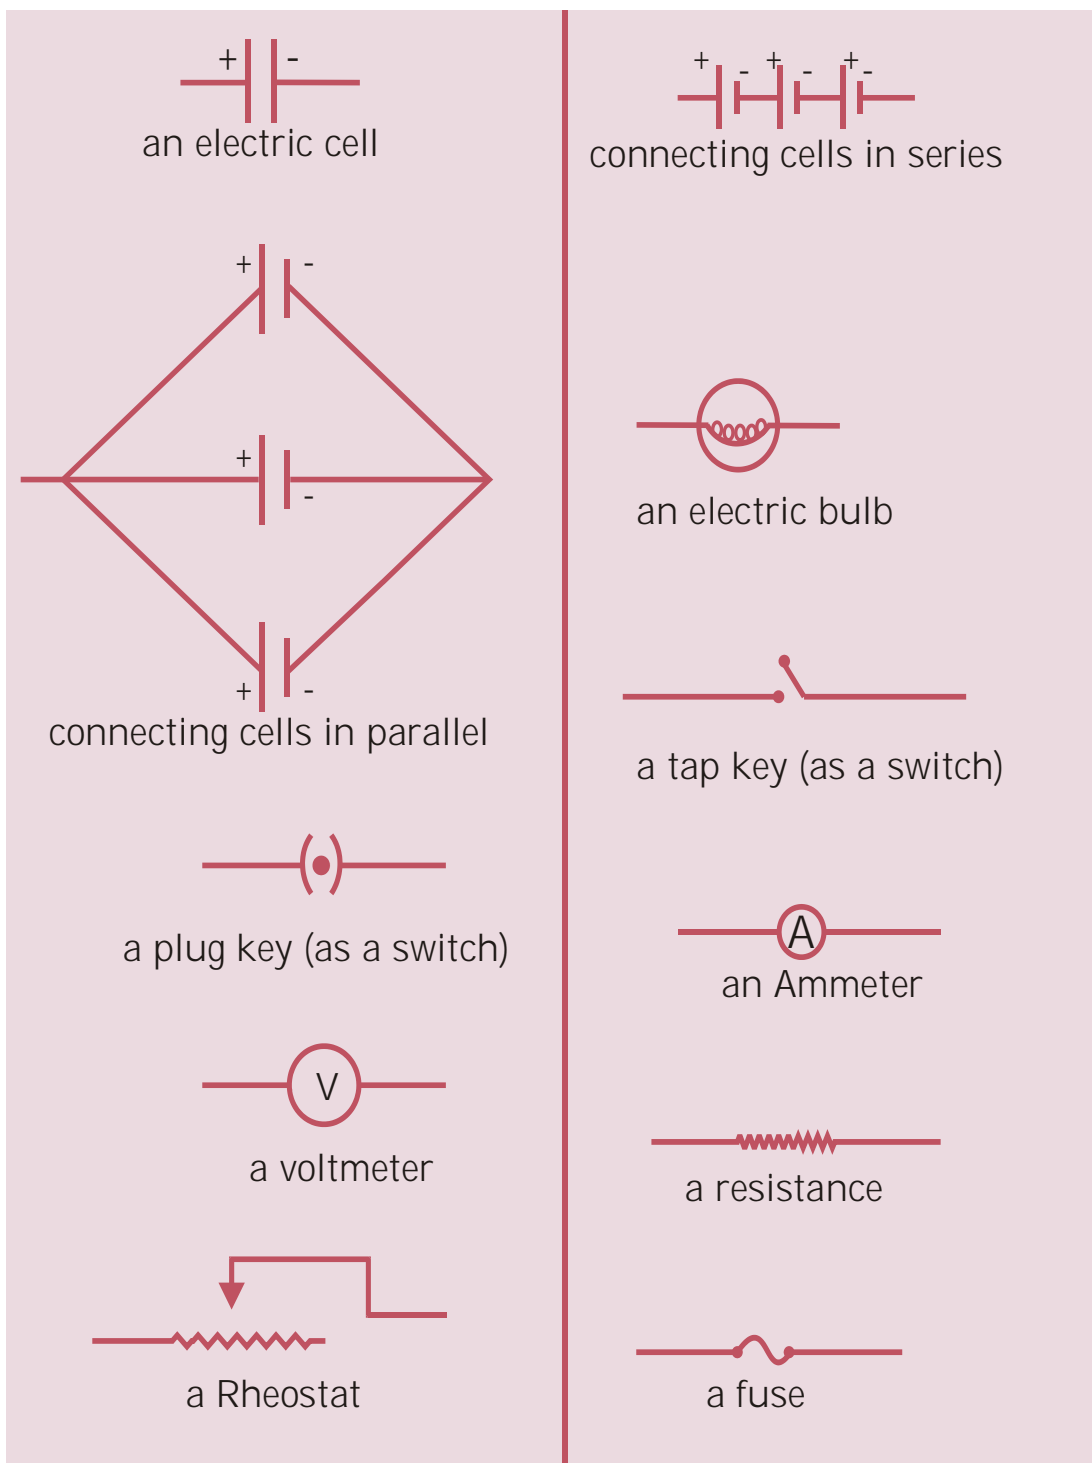 + -
an electric cell
+ - + - + -
connecting cells in series
+ -
+ -
+ -
connecting cells in parallel
an electric bulb
a tap key (as a switch)
a plug key (as a switch)
A
an Ammeter
V
a voltmeter
a resistance
a Rheostat
a fuse